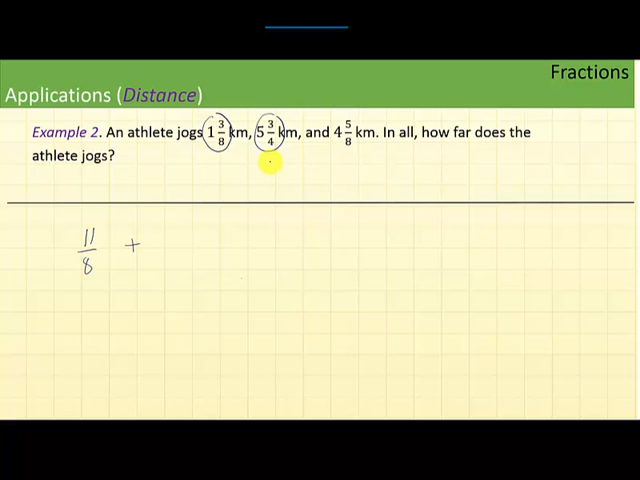 Fractions
Applications (Distance)
Example 2. An athlete jogs 1 3/8 km, 5 3/4 km, and 4 5/8 km. In all, how far does the
athlete jogs?
11/8 +